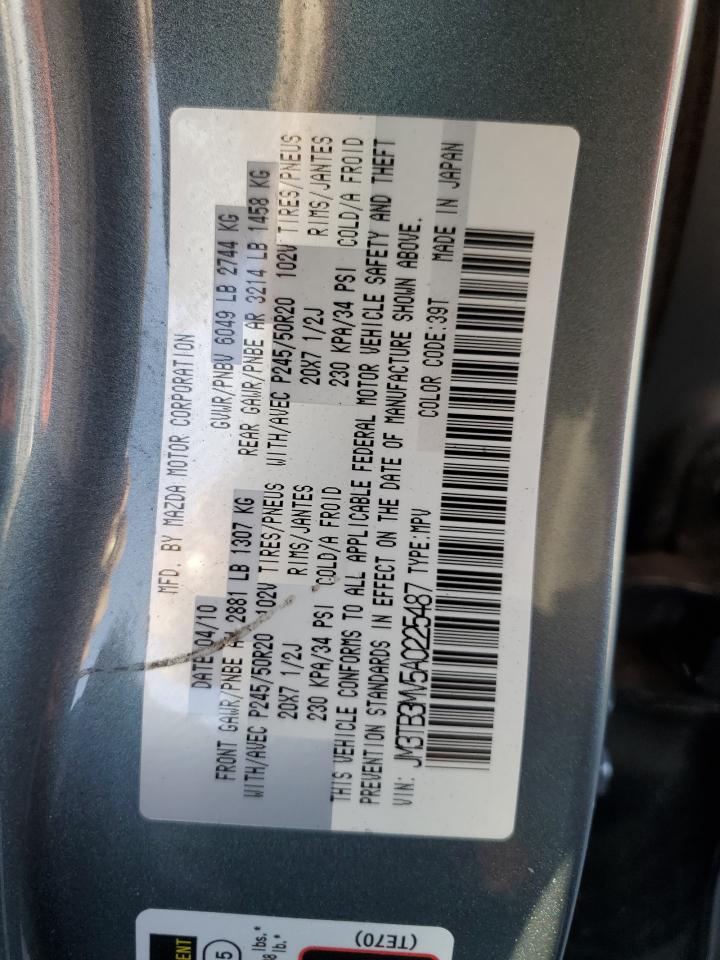 MFD. BY MAZDA MOTOR CORPORATION
DATE: 04/10 GVWR/PNBV 6049 LB 2744 KG
FRONT GAWR/PNBE A 2881 LB 1307 KG REAR GAWR/PNBE AR 3214 LB 1458 KG
WITH/AVEC P245/50R20 102V TIRES/PNEUS WITH/AVEC P245/50R20 102V TIRES/PNEUS
20X7 1/2J RIMS/JANTES 20X7 1/2J RIMS/JANTES
230 KPA/34 PSI COLD/A FROID 230 KPA/34 PSI COLD/A FROID
THIS VEHICLE CONFORMS TO ALL APPLICABLE FEDERAL MOTOR VEHICLE SAFETY AND THEFT
PREVENTION STANDARDS IN EFFECT ON THE DATE OF MANUFACTURE SHOWN ABOVE.
VIN: JM3TB3MV5A0225487 TYPE:MPV COLOR CODE:39T MADE IN JAPAN
5
lbs.*
lb.*
(TE70)